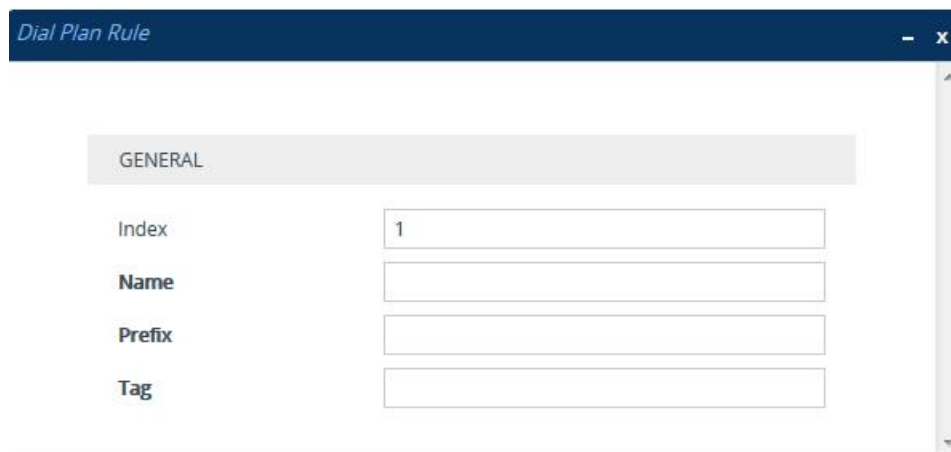 Dial Plan Rule
– x
GENERAL
Index 1
Name
Prefix
Tag